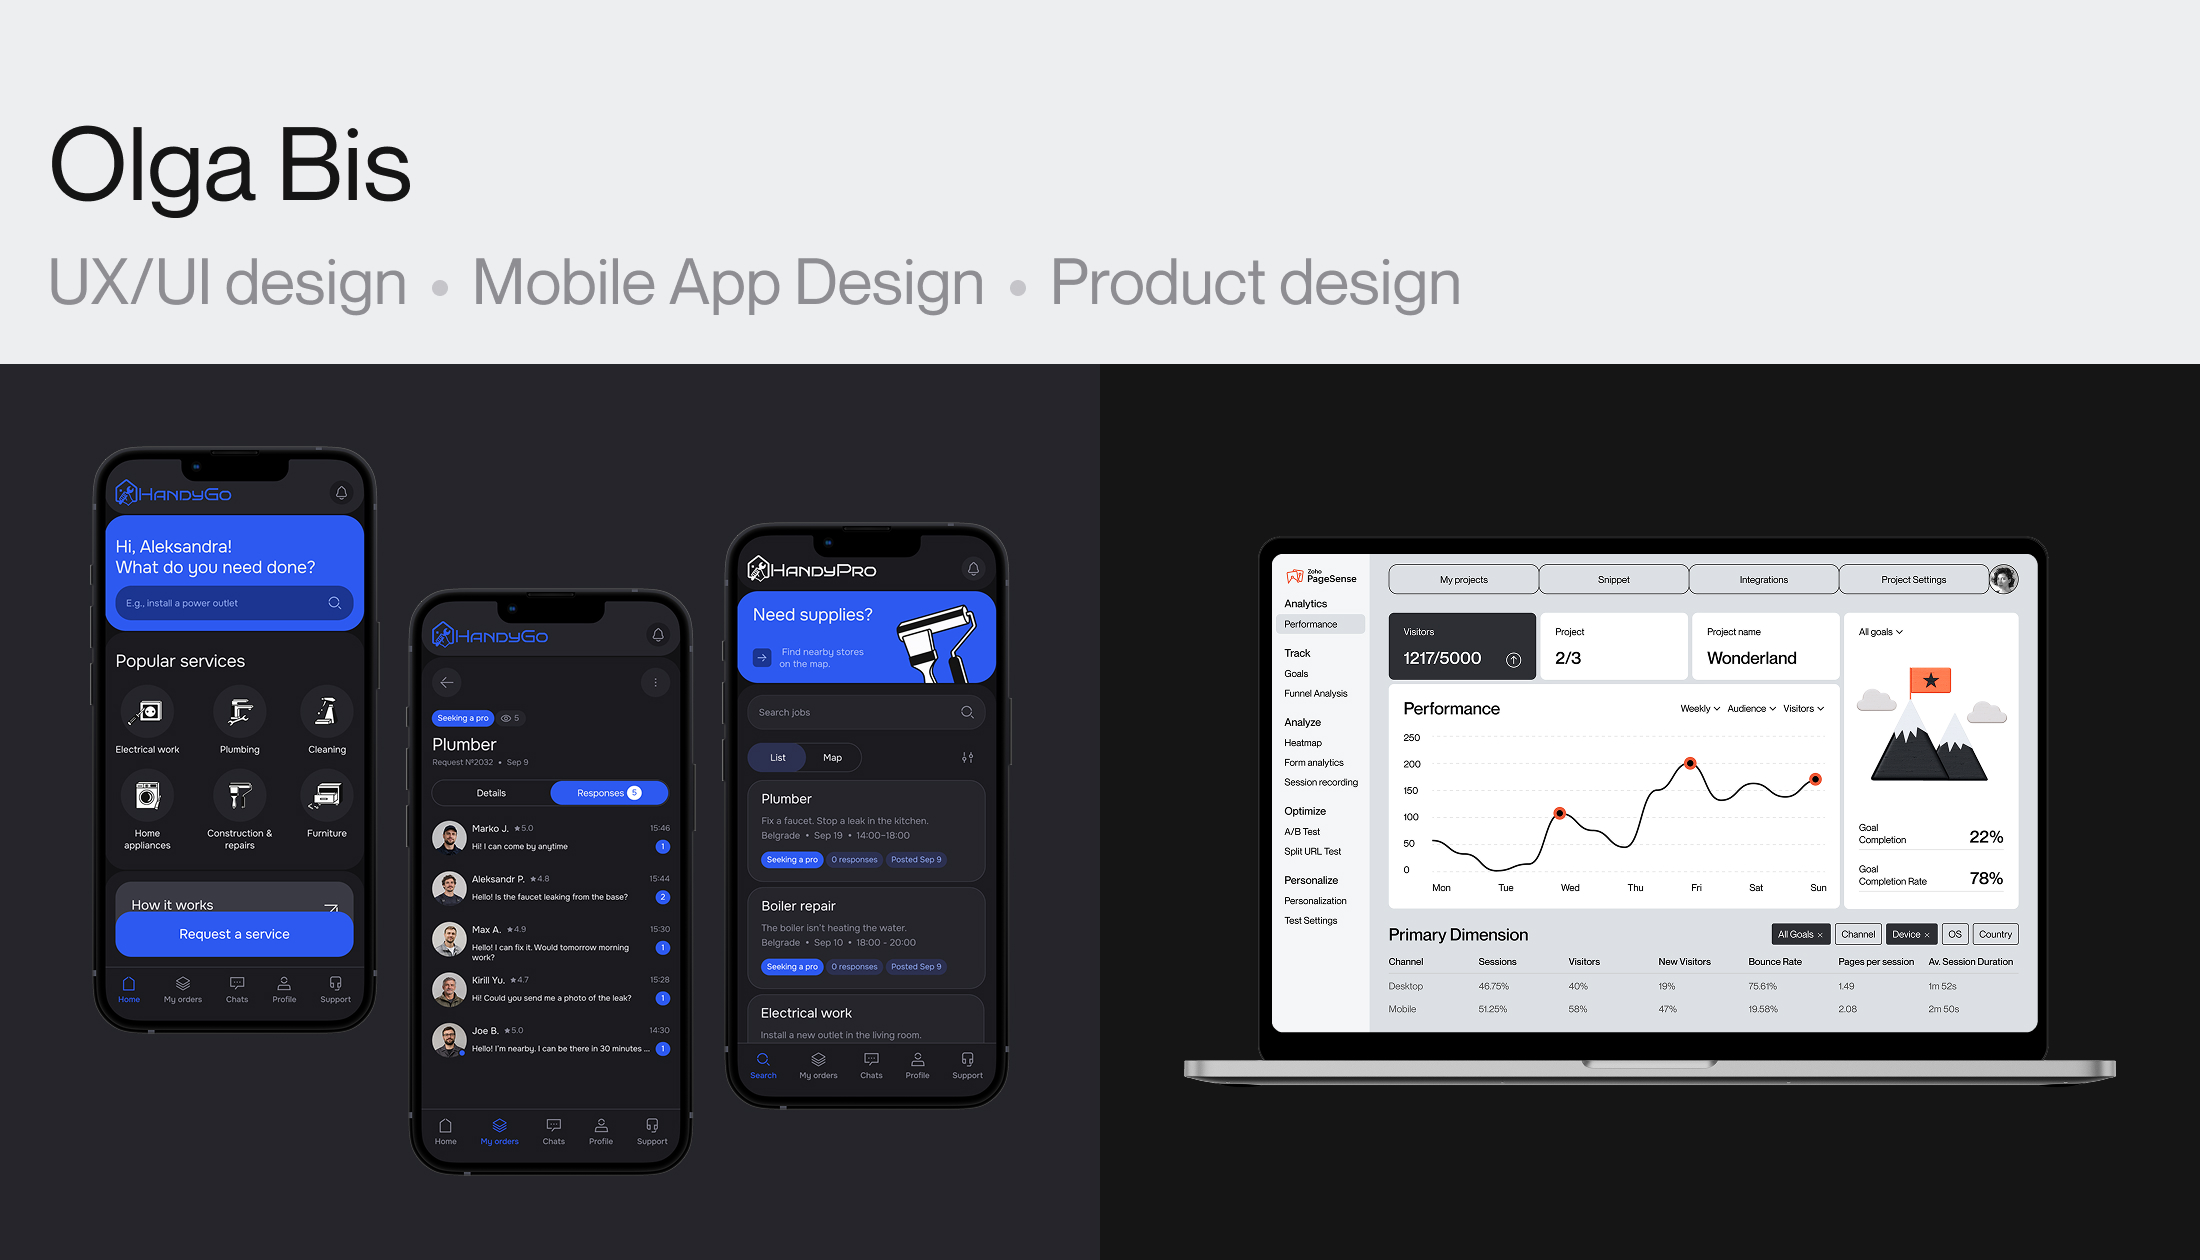 Olga Bis
UX/UI design • Mobile App Design • Product design
HANDYGO
Hi, Aleksandra!
What do you need done?
E.g., install a power outlet
Popular services
Electrical work
Plumbing
Cleaning
Home
appliances
Construction &
repairs
Furniture
How it works
Request a service
Home
My orders
Chats
Profile
Support
HANDYGO
Seeking a pro
5
Plumber
Request №2032 • Sep 9
Details
Responses 5
Marko J. ★5.0 15:46
Hi! I can come by anytime 1
Aleksandr P. ★4.8 15:44
Hello! Is the faucet leaking from the base? 2
Max A. ★4.9 15:30
Hello! I can fix it. Would tomorrow morning
work? 1
Kirill Yu. ★4.7 15:28
Hi! Could you send me a photo of the leak? 1
Joe B. ★5.0 14:30
Hello! I'm nearby, I can be there in 30 minutes ... 1
Home
My orders
Chats
Profile
Support
HANDYPRO
Need supplies?
Find nearby stores
on the map.
Search jobs
List
Map
Plumber
Fix a faucet. Stop a leak in the kitchen.
Belgrade • Sep 19 • 14:00–18:00
Seeking a pro 0 responses Posted Sep 9
Boiler repair
The boiler isn't heating the water.
Belgrade • Sep 10 • 18:00 - 20:00
Seeking a pro 0 responses Posted Sep 9
Electrical work
Install a new outlet in the living room.
Search
My orders
Chats
Profile
Support
Zoho
PageSense
Analytics
Performance
Track
Goals
Funnel Analysis
Analyze
Heatmap
Form analytics
Session recording
Optimize
A/B Test
Split URL Test
Personalize
Personalization
Test Settings
My projects
Snippet
Integrations
Project Settings
Visitors
1217/5000
Project
2/3
Project name
Wonderland
All goals
Performance
Weekly
Audience
Visitors
250
200
150
100
50
0
Mon
Tue
Wed
Thu
Fri
Sat
Sun
Goal
Completion 22%
Goal
Completion Rate 78%
Primary Dimension
All Goals ×
Channel
Device ×
OS
Country
Channel Sessions Visitors New Visitors Bounce Rate Pages per session Av. Session Duration
Desktop 46.75% 40% 19% 75.61% 1.49 1m 52s
Mobile 51.25% 58% 47% 19.58% 2.08 2m 50s